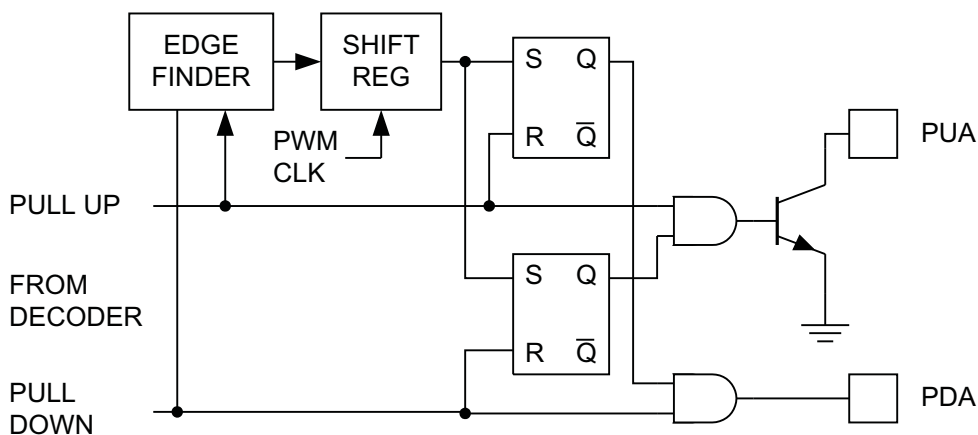 EDGE
FINDER
SHIFT
REG
PWM
CLK
S Q
R Q̅
PUA
PULL UP
FROM
DECODER
S Q
R Q̅
PULL
DOWN
PDA